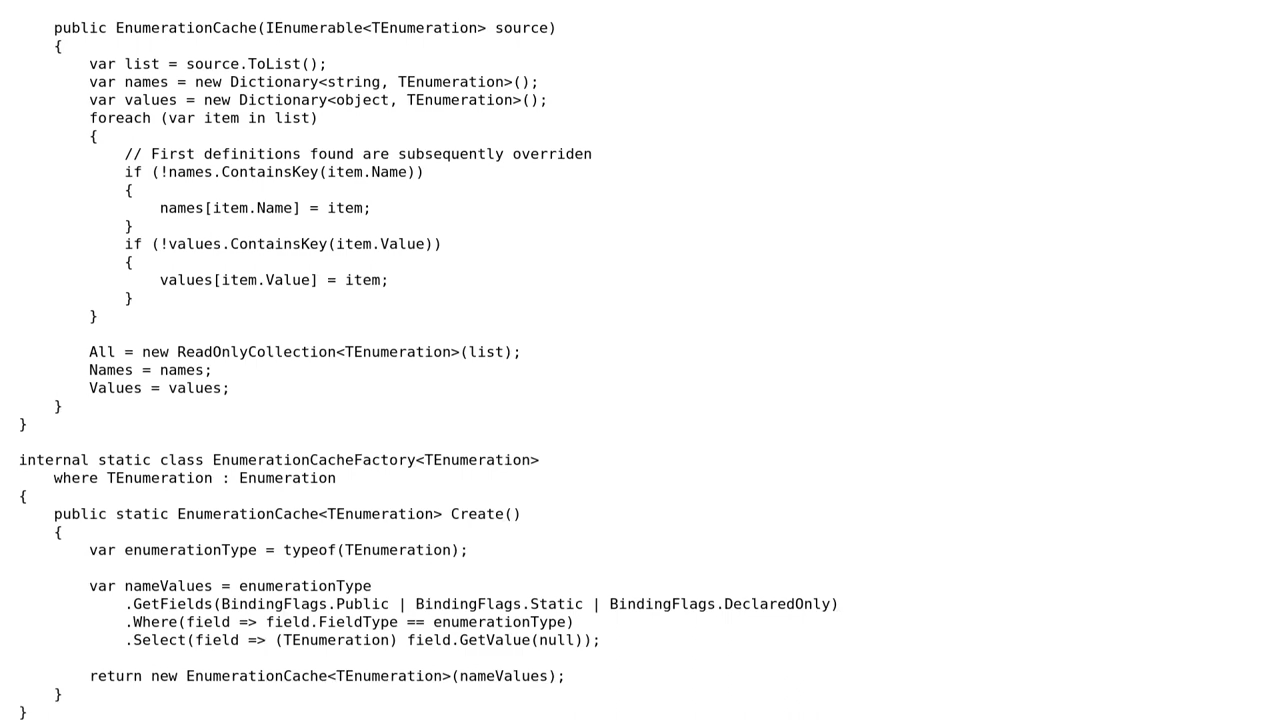 public EnumerationCache(IEnumerable<TEnumeration> source)
    {
        var list = source.ToList();
        var names = new Dictionary<string, TEnumeration>();
        var values = new Dictionary<object, TEnumeration>();
        foreach (var item in list)
        {
            // First definitions found are subsequently overriden
            if (!names.ContainsKey(item.Name))
            {
                names[item.Name] = item;
            }
            if (!values.ContainsKey(item.Value))
            {
                values[item.Value] = item;
            }
        }

        All = new ReadOnlyCollection<TEnumeration>(list);
        Names = names;
        Values = values;
    }
}

internal static class EnumerationCacheFactory<TEnumeration>
    where TEnumeration : Enumeration
{
    public static EnumerationCache<TEnumeration> Create()
    {
        var enumerationType = typeof(TEnumeration);

        var nameValues = enumerationType
            .GetFields(BindingFlags.Public | BindingFlags.Static | BindingFlags.DeclaredOnly)
            .Where(field => field.FieldType == enumerationType)
            .Select(field => (TEnumeration) field.GetValue(null));

        return new EnumerationCache<TEnumeration>(nameValues);
    }
}